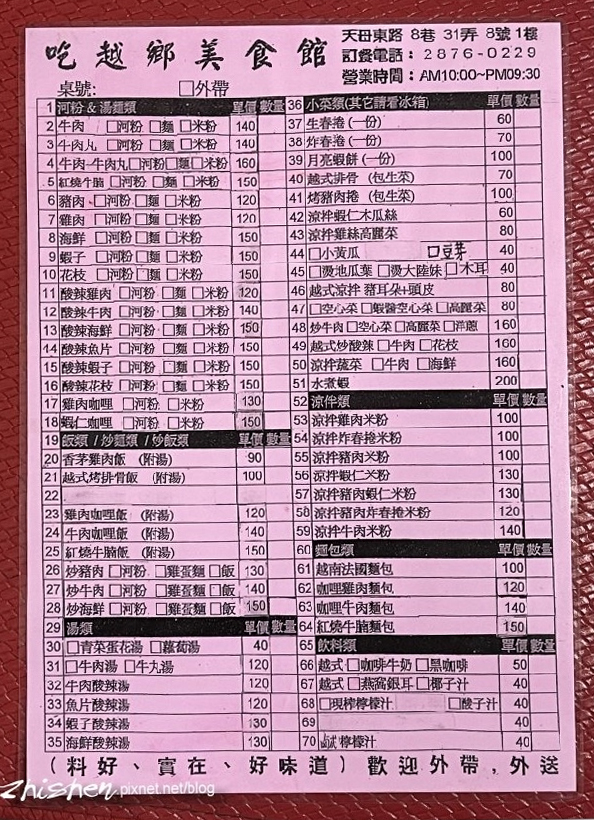 吃越鄉美食館
天母東路 8巷 31弄 8號 1樓
訂餐電話：2876-0229
營業時間：AM10:00~PM09:30
桌號: □外帶
1 河粉 & 湯麵類 單價 數量
2 牛肉 □河粉 □麵 □米粉 140
3 牛肉丸 □河粉 □麵 □米粉 140
4 牛肉+牛肉丸 □河粉 □麵 □米粉 160
5 紅燒牛腩 □河粉 □麵 □米粉 150
6 豬肉 □河粉 □麵 □米粉 120
7 雞肉 □河粉 □麵 □米粉 120
8 海鮮 □河粉 □麵 □米粉 150
9 蝦子 □河粉 □麵 □米粉 150
10 花枝 □河粉 □麵 □米粉 150
11 酸辣雞肉 □河粉 □麵 □米粉 120
12 酸辣牛肉 □河粉 □麵 □米粉 140
13 酸辣海鮮 □河粉 □麵 □米粉 150
14 酸辣魚片 □河粉 □麵 □米粉 150
15 酸辣蝦子 □河粉 □麵 □米粉 150
16 酸辣花枝 □河粉 □麵 □米粉 150
17 雞肉咖哩 □河粉 □米粉 130
18 蝦仁咖哩 □河粉 □米粉 150
19 飯類 / 炒麵類 / 炒飯類 單價 數量
20 香茅雞肉飯 (附湯) 90
21 越式烤排骨飯 (附湯) 100
22
23 雞肉咖哩飯 (附湯) 120
24 牛肉咖哩飯 (附湯) 140
25 紅燒牛腩飯 (附湯) 150
26 炒豬肉 □河粉 □雞蛋麵 □飯 130
27 炒牛肉 □河粉 □雞蛋麵 □飯 140
28 炒海鮮 □河粉 □雞蛋麵 □飯 150
29 湯類 單價 數量
30 □青菜蛋花湯 □蘿蔔湯 40
31 □牛肉湯 □牛丸湯 120
32 牛肉酸辣湯 120
33 魚片酸辣湯 120
34 蝦子酸辣湯 130
35 海鮮酸辣湯 130
36 小菜類(其它請看冰箱) 單價 數量
37 生春捲 (一份) 60
38 炸春捲 (一份) 70
39 月亮蝦餅 (一份) 100
40 越式排骨 (包生菜) 70
41 烤豬肉捲 (包生菜) 100
42 涼拌蝦仁木瓜絲 60
43 涼拌雞絲高麗菜 80
44 □小黃瓜 □豆芽 40
45 □燙地瓜葉 □燙大陸妹 □木耳 40
46 越式涼拌 豬耳朵+頭皮 80
47 □空心菜 □蝦醬空心菜 □高麗菜 80
48 炒牛肉 □空心菜 □高麗菜 □洋蔥 160
49 越式炒酸辣 □牛肉 □花枝 160
50 涼拌蔬菜 □牛肉 □海鮮 160
51 水煮蝦 200
52 涼拌類 單價 數量
53 涼拌雞肉米粉 100
54 涼拌炸春捲米粉 100
55 涼拌豬肉米粉 100
56 涼拌蝦仁米粉 130
57 涼拌豬肉蝦仁米粉 130
58 涼拌豬肉炸春捲米粉 120
59 涼拌牛肉米粉 140
60 麵包類 單價 數量
61 越南法國麵包 100
62 咖哩雞肉麵包 120
63 咖哩牛肉麵包 140
64 紅燒牛腩麵包 150
65 飲料類 單價 數量
66 越式 □咖啡牛奶 □黑咖啡 50
67 越式 □燕窩銀耳 □椰子汁 40
68 □現榨檸檬汁 □酸子汁 40
69 40
70 鹹檸檬汁 40
(料好、實在、好味道) 歡迎外帶，外送
zhishen.pixnet.net/blog